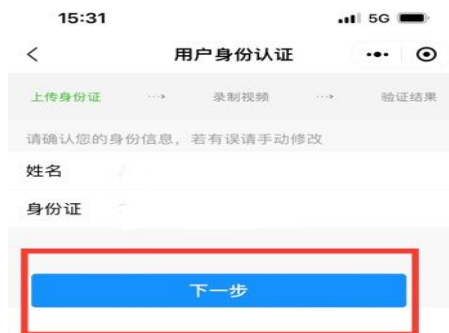 15:31 5G
用户身份认证
上传身份证 ···→ 录制视频 ···→ 验证结果
请确认您的身份信息，若有误请手动修改
姓名
身份证
下一步